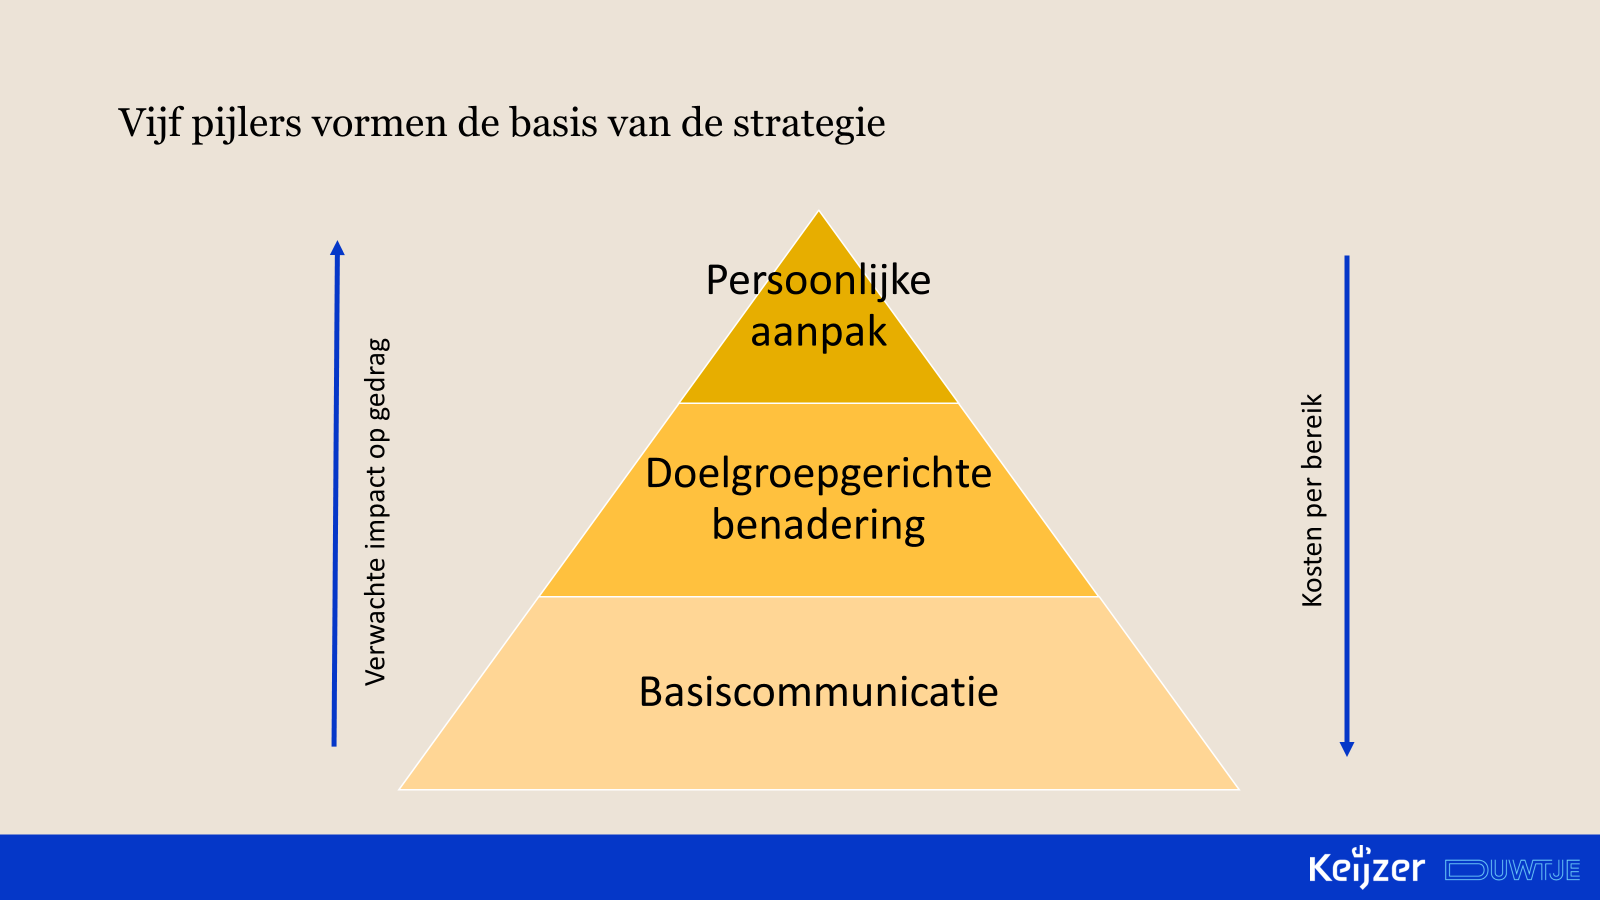 Vijf pijlers vormen de basis van de strategie
Persoonlijke
aanpak
Verwachte impact op gedrag
Kosten per bereik
Doelgroepgerichte
benadering
Basiscommunicatie
Keijzer
DUWTJE